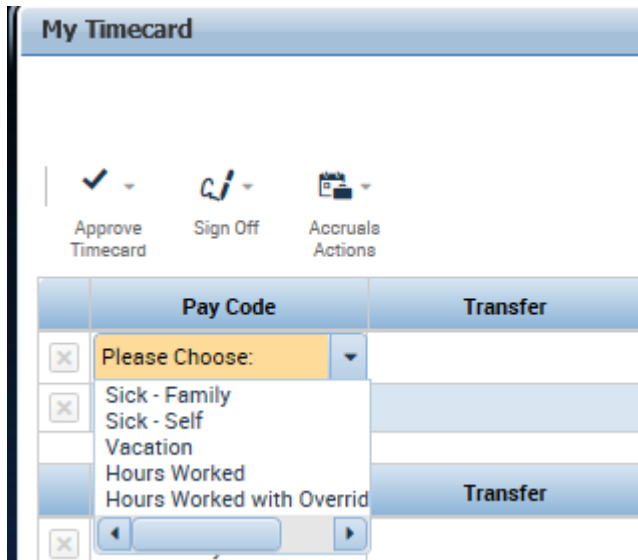 My Timecard
Approve
Timecard
Sign Off
Accruals
Actions
Pay Code
Transfer
Please Choose:
Sick - Family
Sick - Self
Vacation
Hours Worked
Hours Worked with Overrid
Transfer